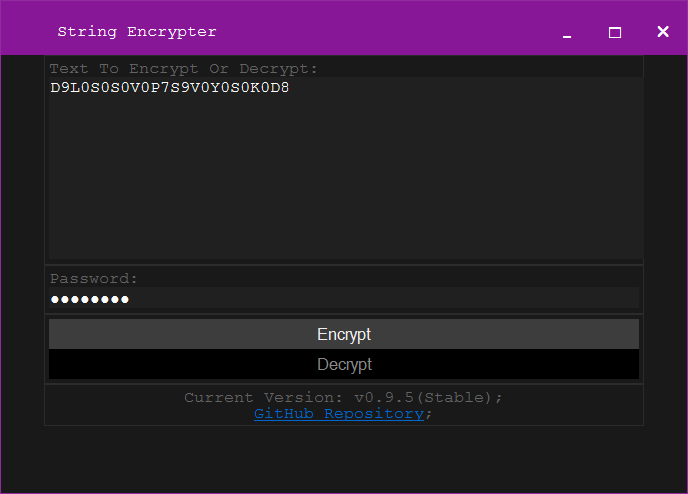 String Encrypter
Text To Encrypt Or Decrypt:
D9L0S0S0V0P7S9V0Y0S0K0D8
Password:
●●●●●●●●
Encrypt
Decrypt
Current Version: v0.9.5(Stable);
GitHub Repository;